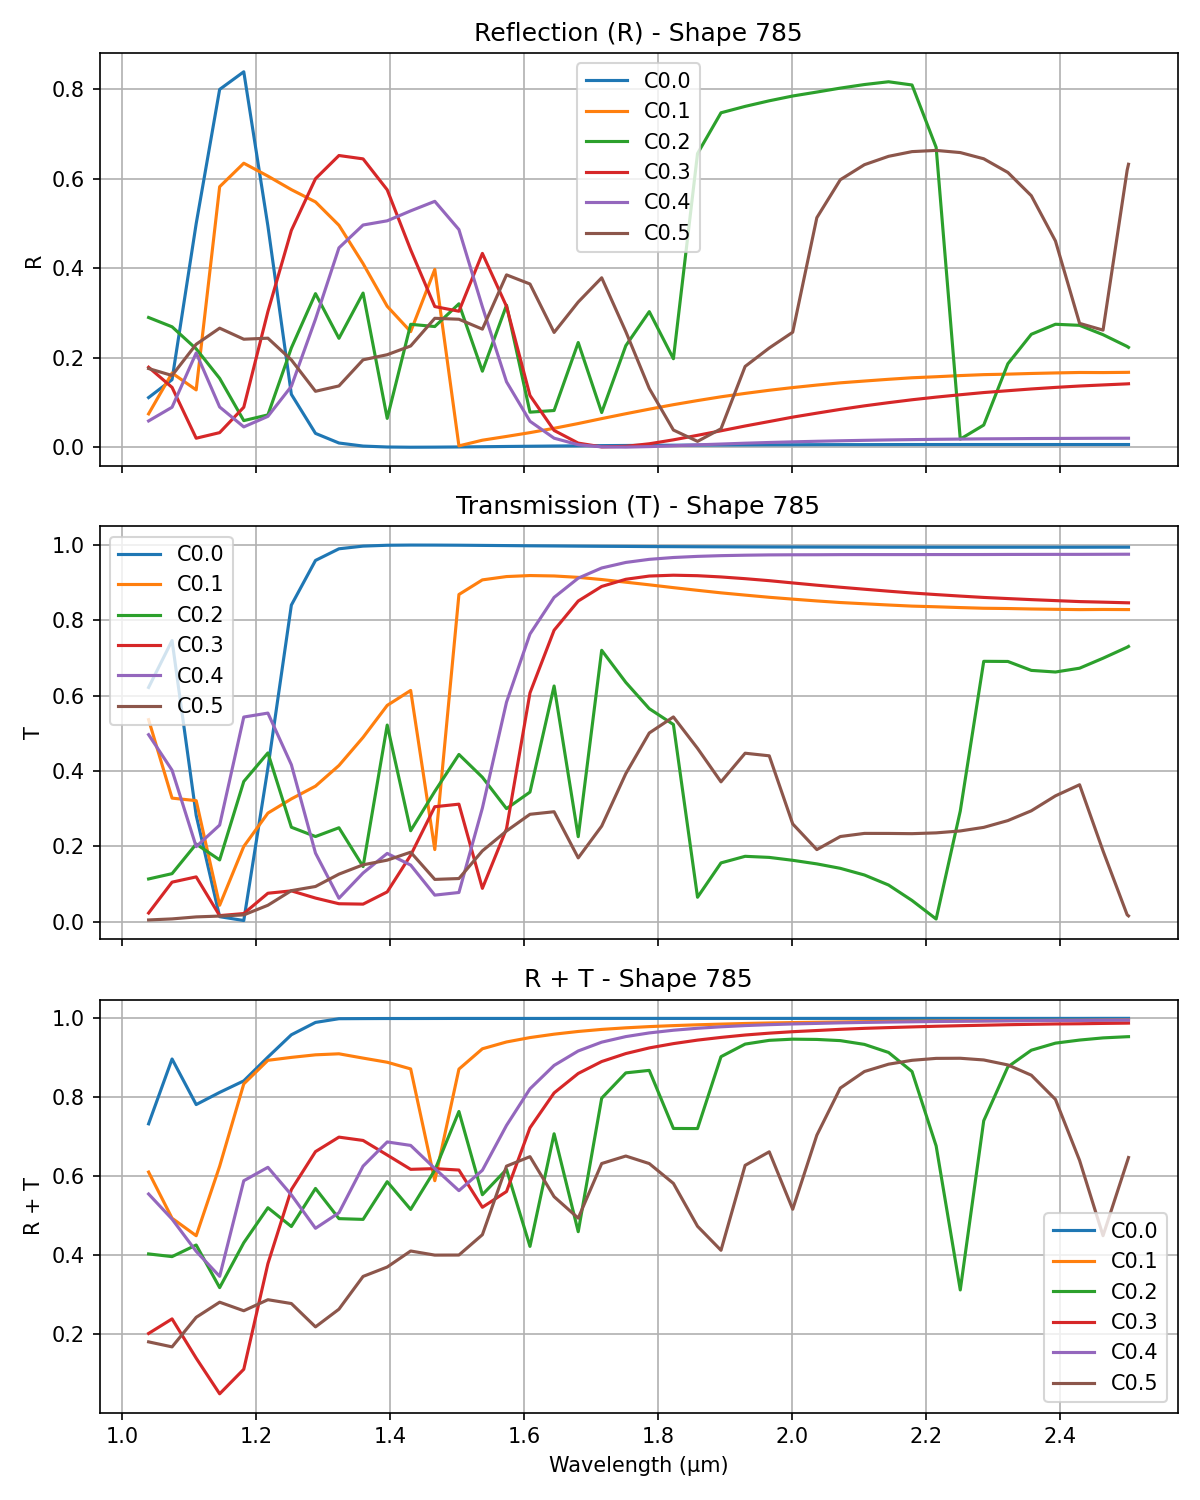 Reflection (R) - Shape 785
0.8
0.6
0.4
0.2
0.0
R
C0.0
C0.1
C0.2
C0.3
C0.4
C0.5
Transmission (T) - Shape 785
1.0
0.8
0.6
0.4
0.2
0.0
T
C0.0
C0.1
C0.2
C0.3
C0.4
C0.5
R + T - Shape 785
1.0
0.8
0.6
0.4
0.2
R + T
C0.0
C0.1
C0.2
C0.3
C0.4
C0.5
1.0 1.2 1.4 1.6 1.8 2.0 2.2 2.4
Wavelength (μm)